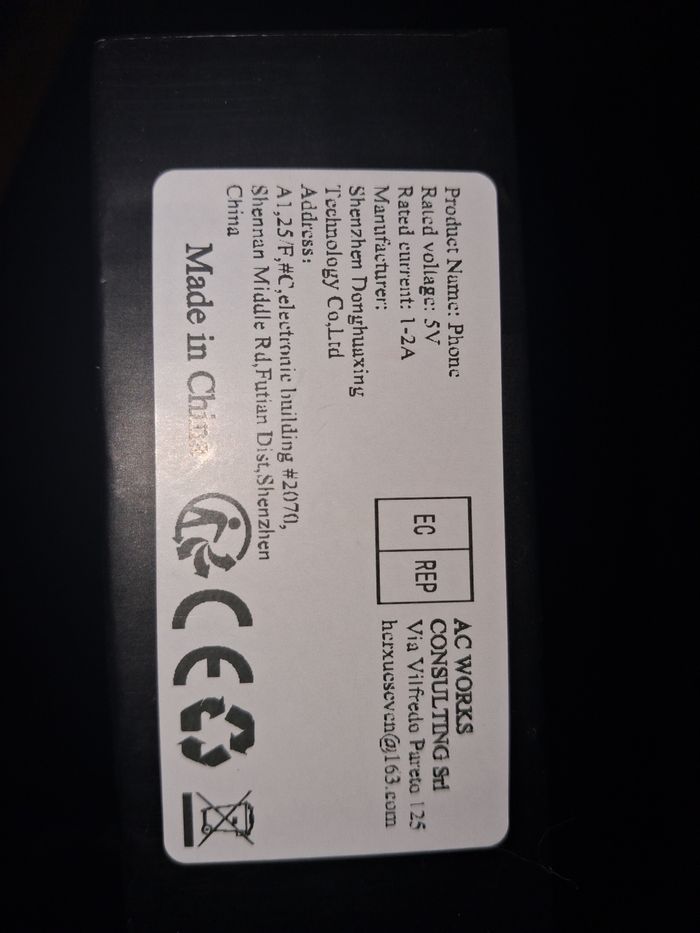 Product Name: Phone
Rated voltage: 5V
Rated current: 1-2A
Manufacturer:
Shenzhen Donghuaxing
Technology Co,Ltd
Address:
A1,25/F,#C,electronic building #2070,
Shennan Middle Rd,Futian Dist,Shenzhen
China
Made in China
EC REP
AC WORKS
CONSULTING Srl
Via Vilfredo Pareto 125
herxueseven@163.com
CE